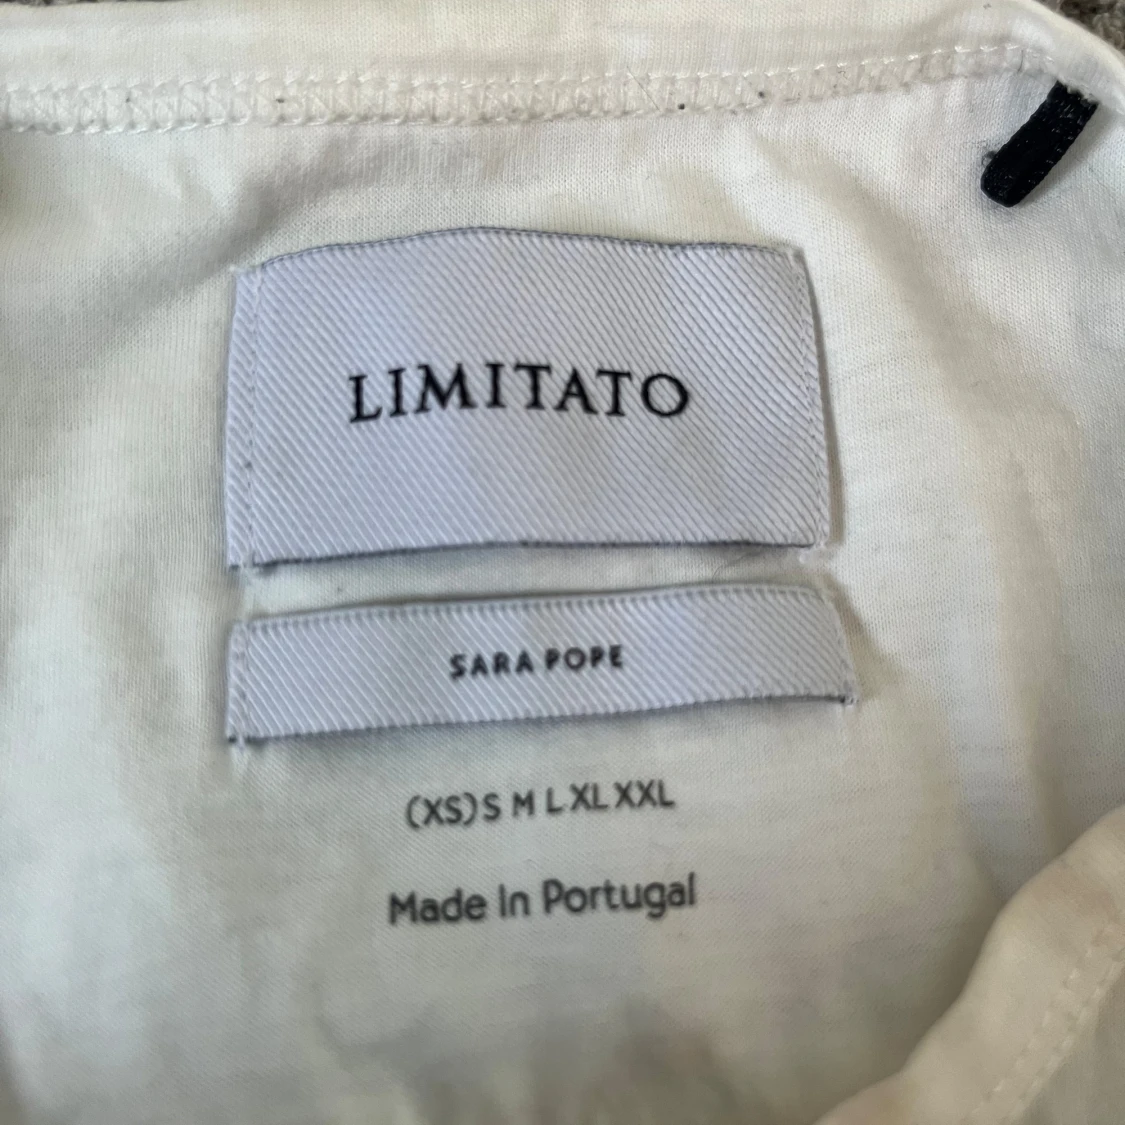 LIMITATO
SARA POPE
(XS) S M L XL XXL
Made In Portugal